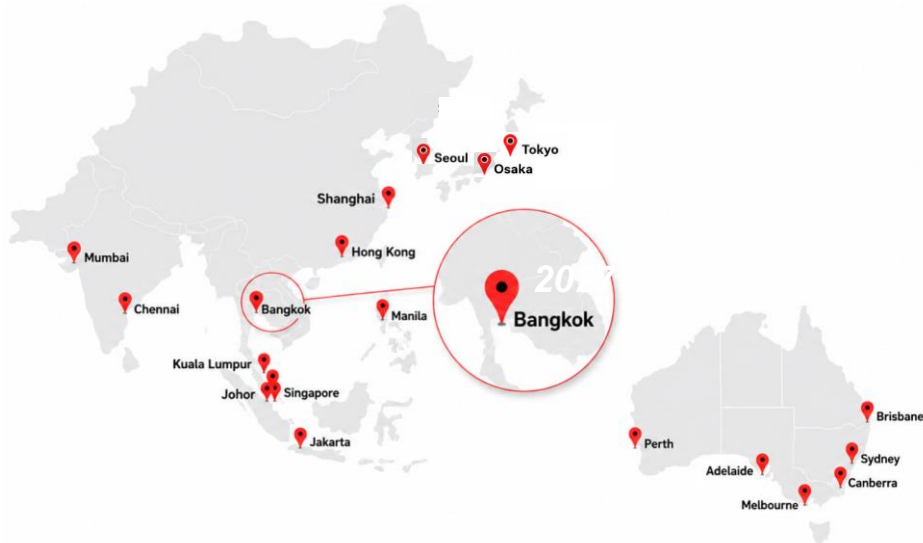 Seoul
Tokyo
Osaka
Shanghai
Hong Kong
Mumbai
Chennai
Bangkok
Manila
Bangkok
Kuala Lumpur
Johor
Singapore
Jakarta
Brisbane
Perth
Sydney
Adelaide
Canberra
Melbourne